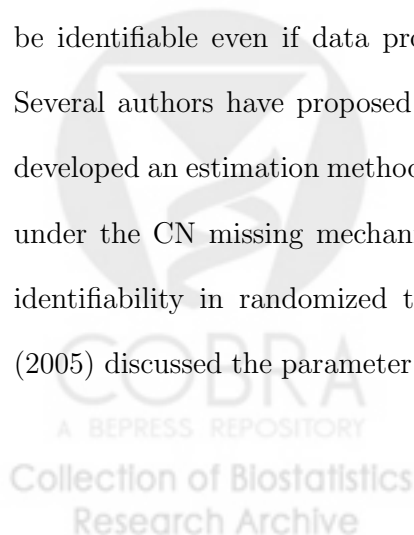 be identifiable even if data pro
Several authors have proposed
developed an estimation method
under the CN missing mechan
identifiability in randomized t
(2005) discussed the parameter
COBRA
A BEPRESS REPOSITORY
Collection of Biostatistics
Research Archive